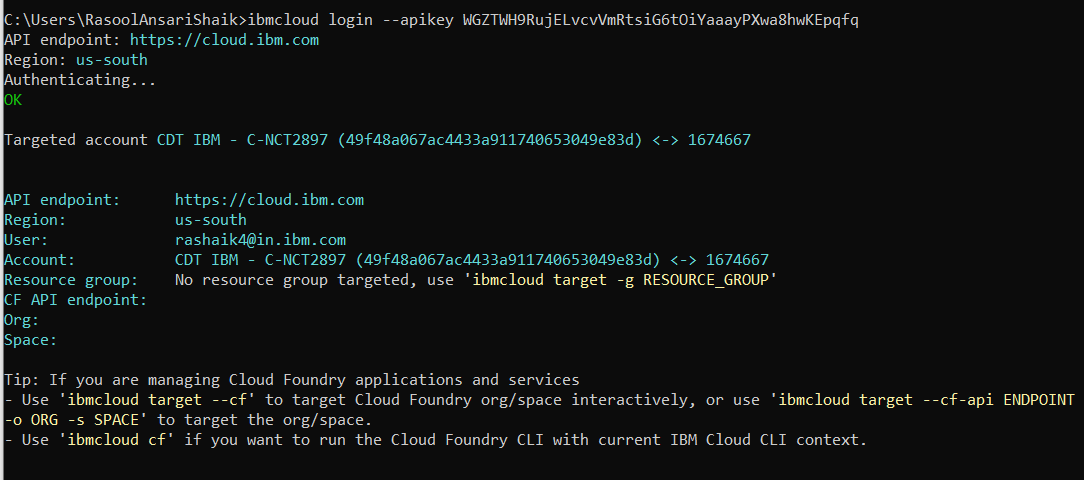 C:\Users\RasoolAnsariShaik>ibmcloud login --apikey WGZTWH9RujELvcvVmRtsiG6tOiYaaayPXwa8hwKEpqfq
API endpoint: https://cloud.ibm.com
Region: us-south
Authenticating...
OK
Targeted account CDT IBM - C-NCT2897 (49f48a067ac4433a911740653049e83d) <-> 1674667
API endpoint: https://cloud.ibm.com
Region: us-south
User: rashaik4@in.ibm.com
Account: CDT IBM - C-NCT2897 (49f48a067ac4433a911740653049e83d) <-> 1674667
Resource group: No resource group targeted, use 'ibmcloud target -g RESOURCE_GROUP'
CF API endpoint:
Org:
Space:
Tip: If you are managing Cloud Foundry applications and services
- Use 'ibmcloud target --cf' to target Cloud Foundry org/space interactively, or use 'ibmcloud target --cf-api ENDPOINT
-o ORG -s SPACE' to target the org/space.
- Use 'ibmcloud cf' if you want to run the Cloud Foundry CLI with current IBM Cloud CLI context.